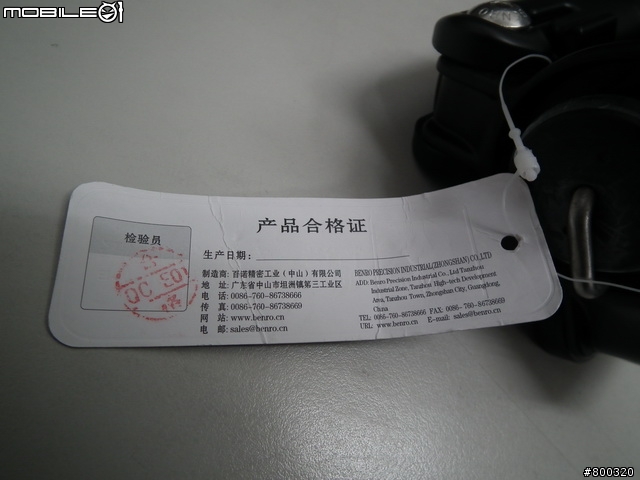 MOBILE01
产品合格证
检验员
生产日期:
制造商: 百诺精密工业（中山）有限公司
地 址: 广东省中山市坦洲镇第三工业区
电 话: 0086-760-86738666
传 真: 0086-760-86738669
网 站: www.benro.cn
电 邮: sales@benro.cn
BENRO PRECISION INDUSTRIAL(ZHONGSHAN) CO,.LTD
ADD: Benro Precision Industrial Co., Ltd Tanzhou
Industrial Zone, Tanzhou High-tech Development
Area, Tanzhou Town, Zhongshan City, Guangdong,
China
TEL: 0086-760-86738666 FAX: 0086-760-86738669
URL: www.benro.cn E-mail: sales@benro.cn
QC
#800320